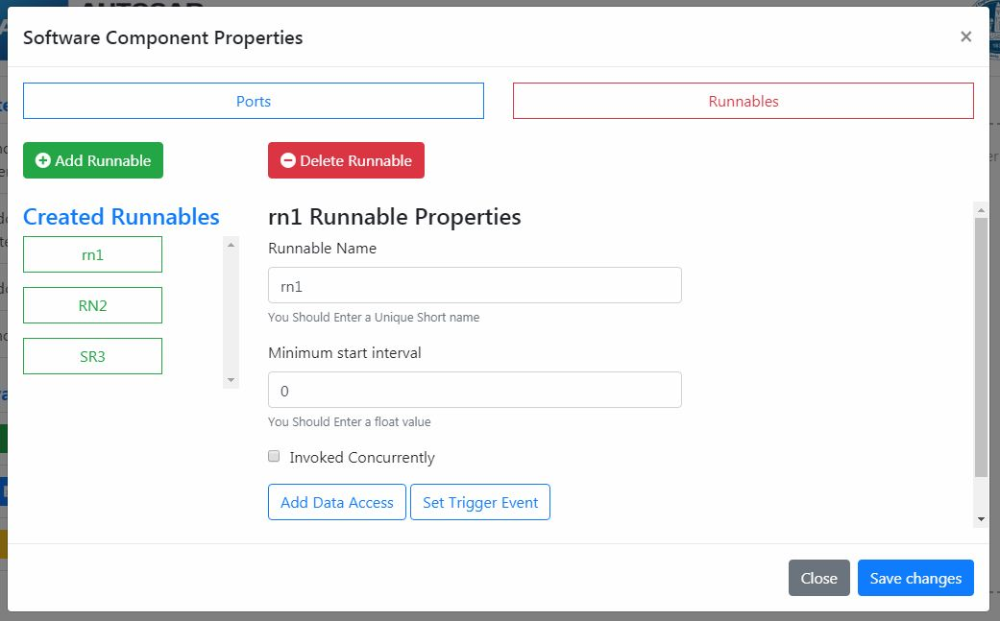 Software Component Properties
×
Ports
Runnables
Add Runnable
Delete Runnable
Created Runnables
rn1
RN2
SR3
rn1 Runnable Properties
Runnable Name
rn1
You Should Enter a Unique Short name
Minimum start interval
0
You Should Enter a float value
Invoked Concurrently
Add Data Access
Set Trigger Event
Close
Save changes